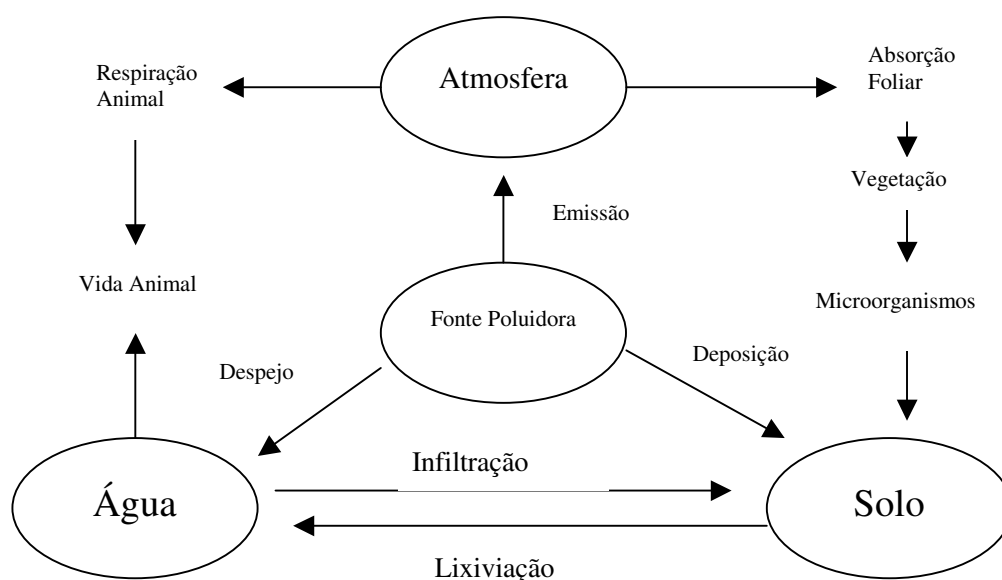 Respiração
Animal
Atmosfera
Absorção
Foliar
Vegetação
Emissão
Vida Animal
Microorganismos
Fonte Poluidora
Despejo
Deposição
Infiltração
Água
Solo
Lixiviação